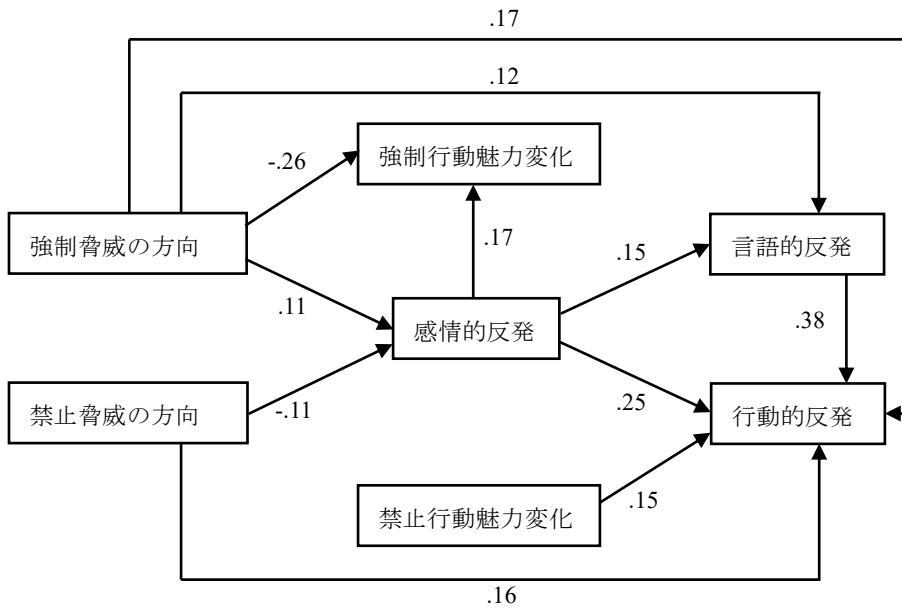 .17
.12
-.26
強制行動魅力変化
強制脅威の方向
.17
.15
言語的反発
.11
感情的反発
.38
禁止脅威の方向
-.11
.25
行動的反発
禁止行動魅力変化
.15
.16